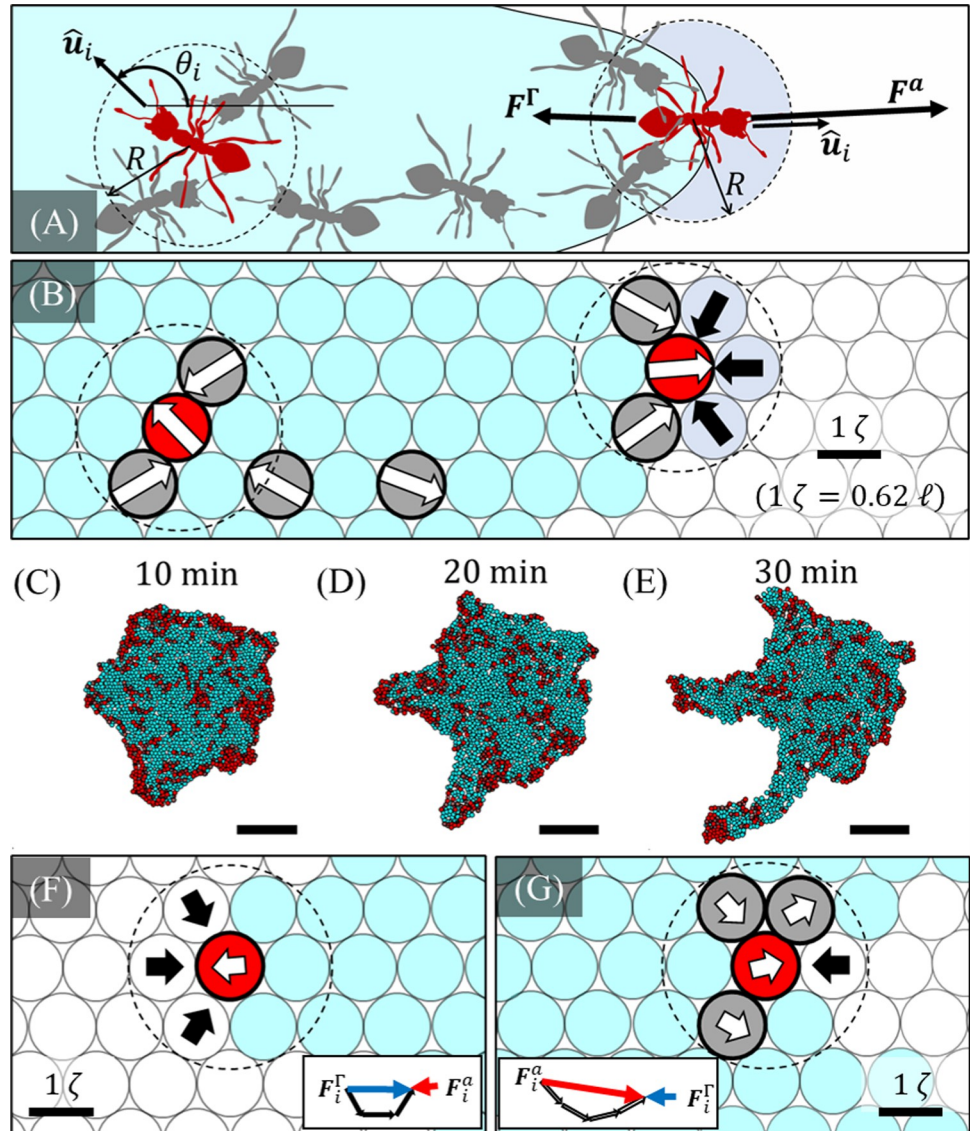 û_i
θ_i
R
F^Γ
F^a
û_i
R
(A)
(B)
1 ζ
(1 ζ = 0.62 ℓ)
(C) 10 min (D) 20 min (E) 30 min
(F)
1 ζ
F_i^Γ F_i^a
(G)
F_i^a F_i^Γ
1 ζ